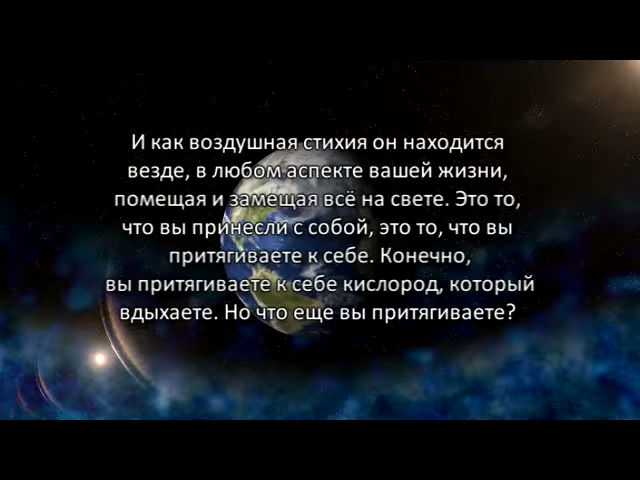 И как воздушная стихия он находится
везде, в любом аспекте вашей жизни,
помещая и замещая всё на свете. Это то,
что вы принесли с собой, это то, что вы
притягиваете к себе. Конечно,
вы притягиваете к себе кислород, который
вдыхаете. Но что еще вы притягиваете?